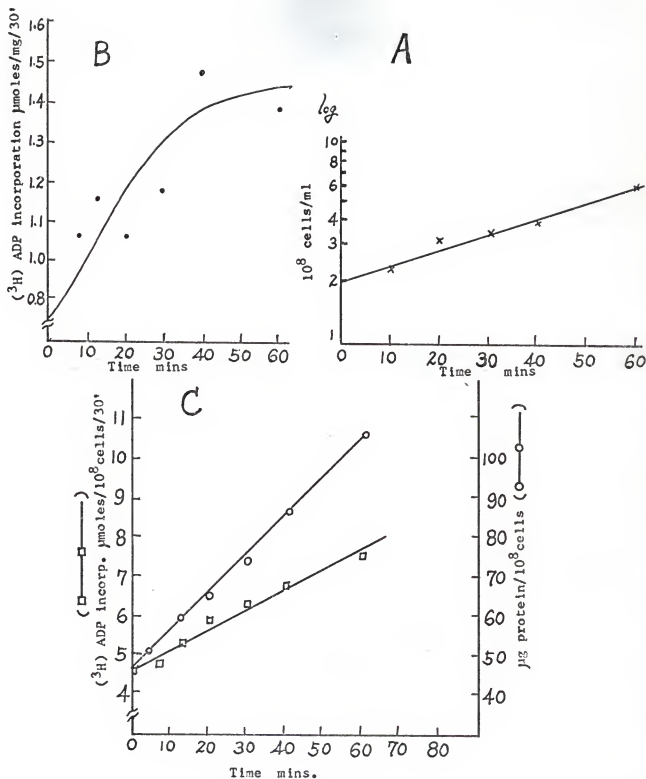 B
(³H) ADP incorporation µmoles/mg/30'
1.6
1.5
1.4
1.3
1.2
1.1
1.0
0.8
0 10 20 30 40 50 60
Time mins
A
log
10⁸ cells/ml
10
8
6
4
3
2
1
0 10 20 30 40 50 60
Time mins
C
(³H) ADP incorp. µmoles/10⁸cells/30' ( )
11
10
9
8
7
6
5
4
100
90
80
70
60
50
40
µg protein/10⁸cells ( )
0 10 20 30 40 50 60 70 80
Time mins.